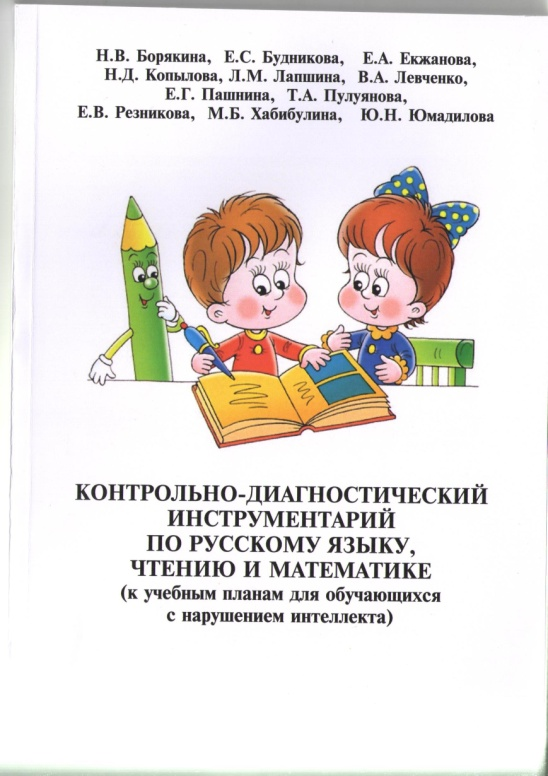 Н.В. Борякина, Е.С. Будникова, Е.А. Екжанова,
Н.Д. Копылова, Л.М. Лапшина, В.А. Левченко,
Е.Г. Пашнина, Т.А. Пулуянова,
Е.В. Резникова, М.Б. Хабибулина, Ю.Н. Юмадилова
КОНТРОЛЬНО-ДИАГНОСТИЧЕСКИЙ
ИНСТРУМЕНТАРИЙ
ПО РУССКОМУ ЯЗЫКУ,
ЧТЕНИЮ И МАТЕМАТИКЕ
(к учебным планам для обучающихся
с нарушением интеллекта)